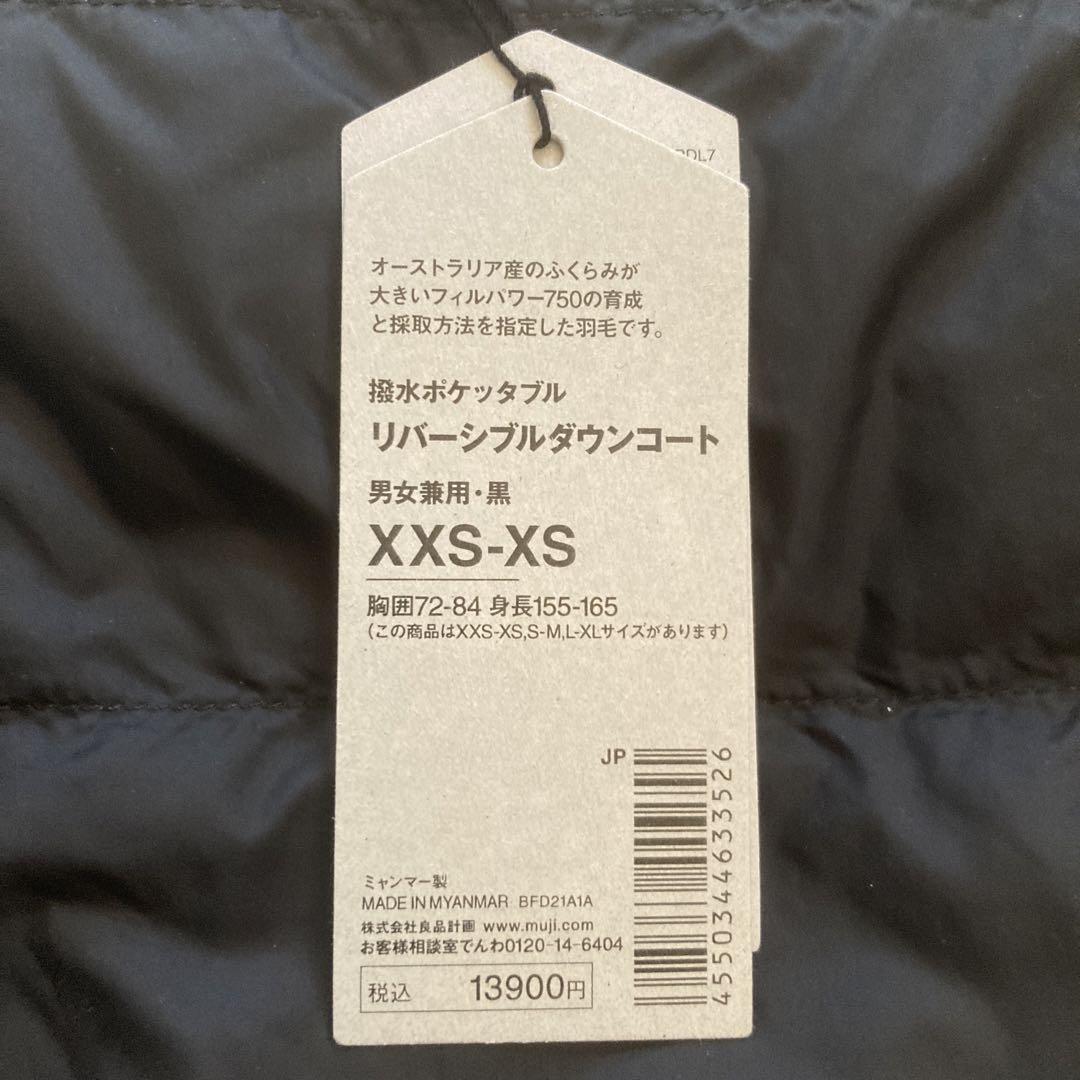 オーストラリア産のふくらみが
大きいフィルパワー750の育成
と採取方法を指定した羽毛です。
撥水ポケッタブル
リバーシブルダウンコート
男女兼用・黒
XXS-XS
胸囲72-84 身長155-165
(この商品はXXS-XS,S-M,L-XLサイズがあります)
JP
4550344633526
ミャンマー製
MADE IN MYANMAR BFD21A1A
株式会社良品計画 www.muji.com
お客様相談室でんわ0120-14-6404
税込 13900円